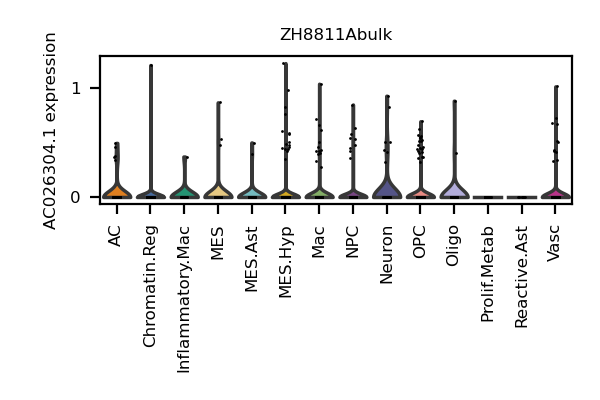 ZH8811Abulk
AC026304.1 expression
1
0
AC
Chromatin.Reg
Inflammatory.Mac
MES
MES.Ast
MES.Hyp
Mac
NPC
Neuron
OPC
Oligo
Prolif.Metab
Reactive.Ast
Vasc